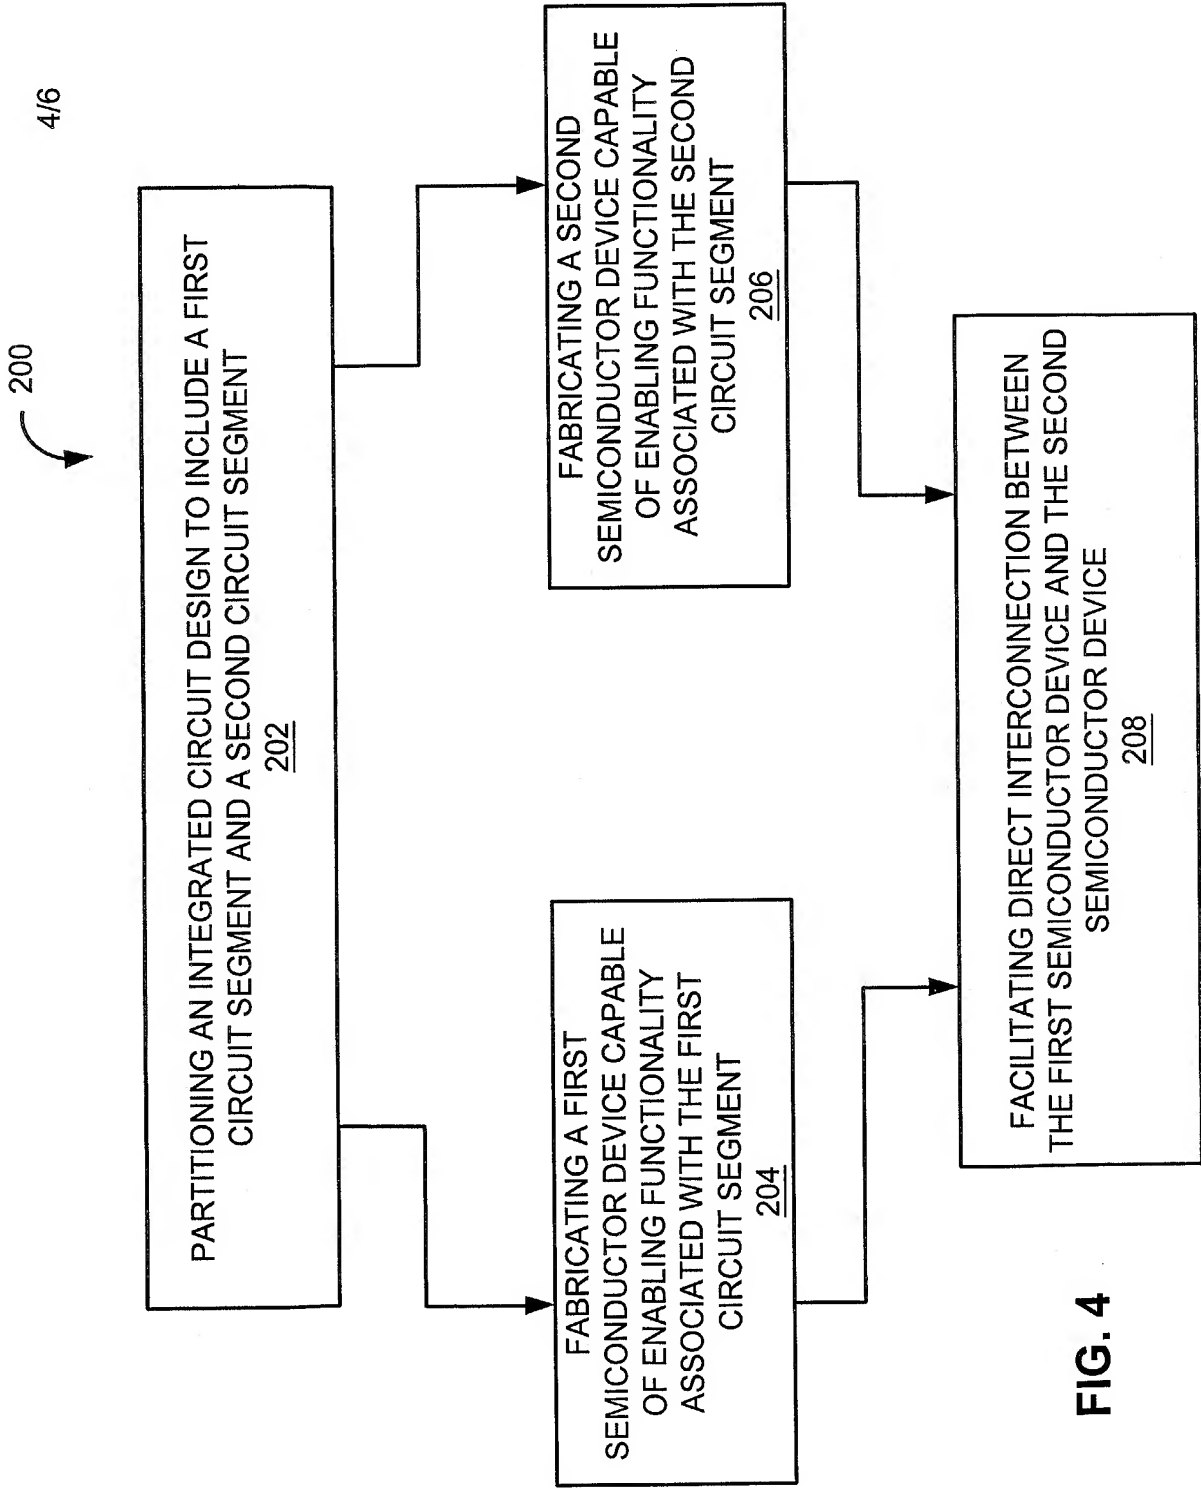 4/6
200
PARTITIONING AN INTEGRATED CIRCUIT DESIGN TO INCLUDE A FIRST
CIRCUIT SEGMENT AND A SECOND CIRCUIT SEGMENT
202
FABRICATING A FIRST
SEMICONDUCTOR DEVICE CAPABLE
OF ENABLING FUNCTIONALITY
ASSOCIATED WITH THE FIRST
CIRCUIT SEGMENT
204
FABRICATING A SECOND
SEMICONDUCTOR DEVICE CAPABLE
OF ENABLING FUNCTIONALITY
ASSOCIATED WITH THE SECOND
CIRCUIT SEGMENT
206
FACILITATING DIRECT INTERCONNECTION BETWEEN
THE FIRST SEMICONDUCTOR DEVICE AND THE SECOND
SEMICONDUCTOR DEVICE
208
FIG. 4